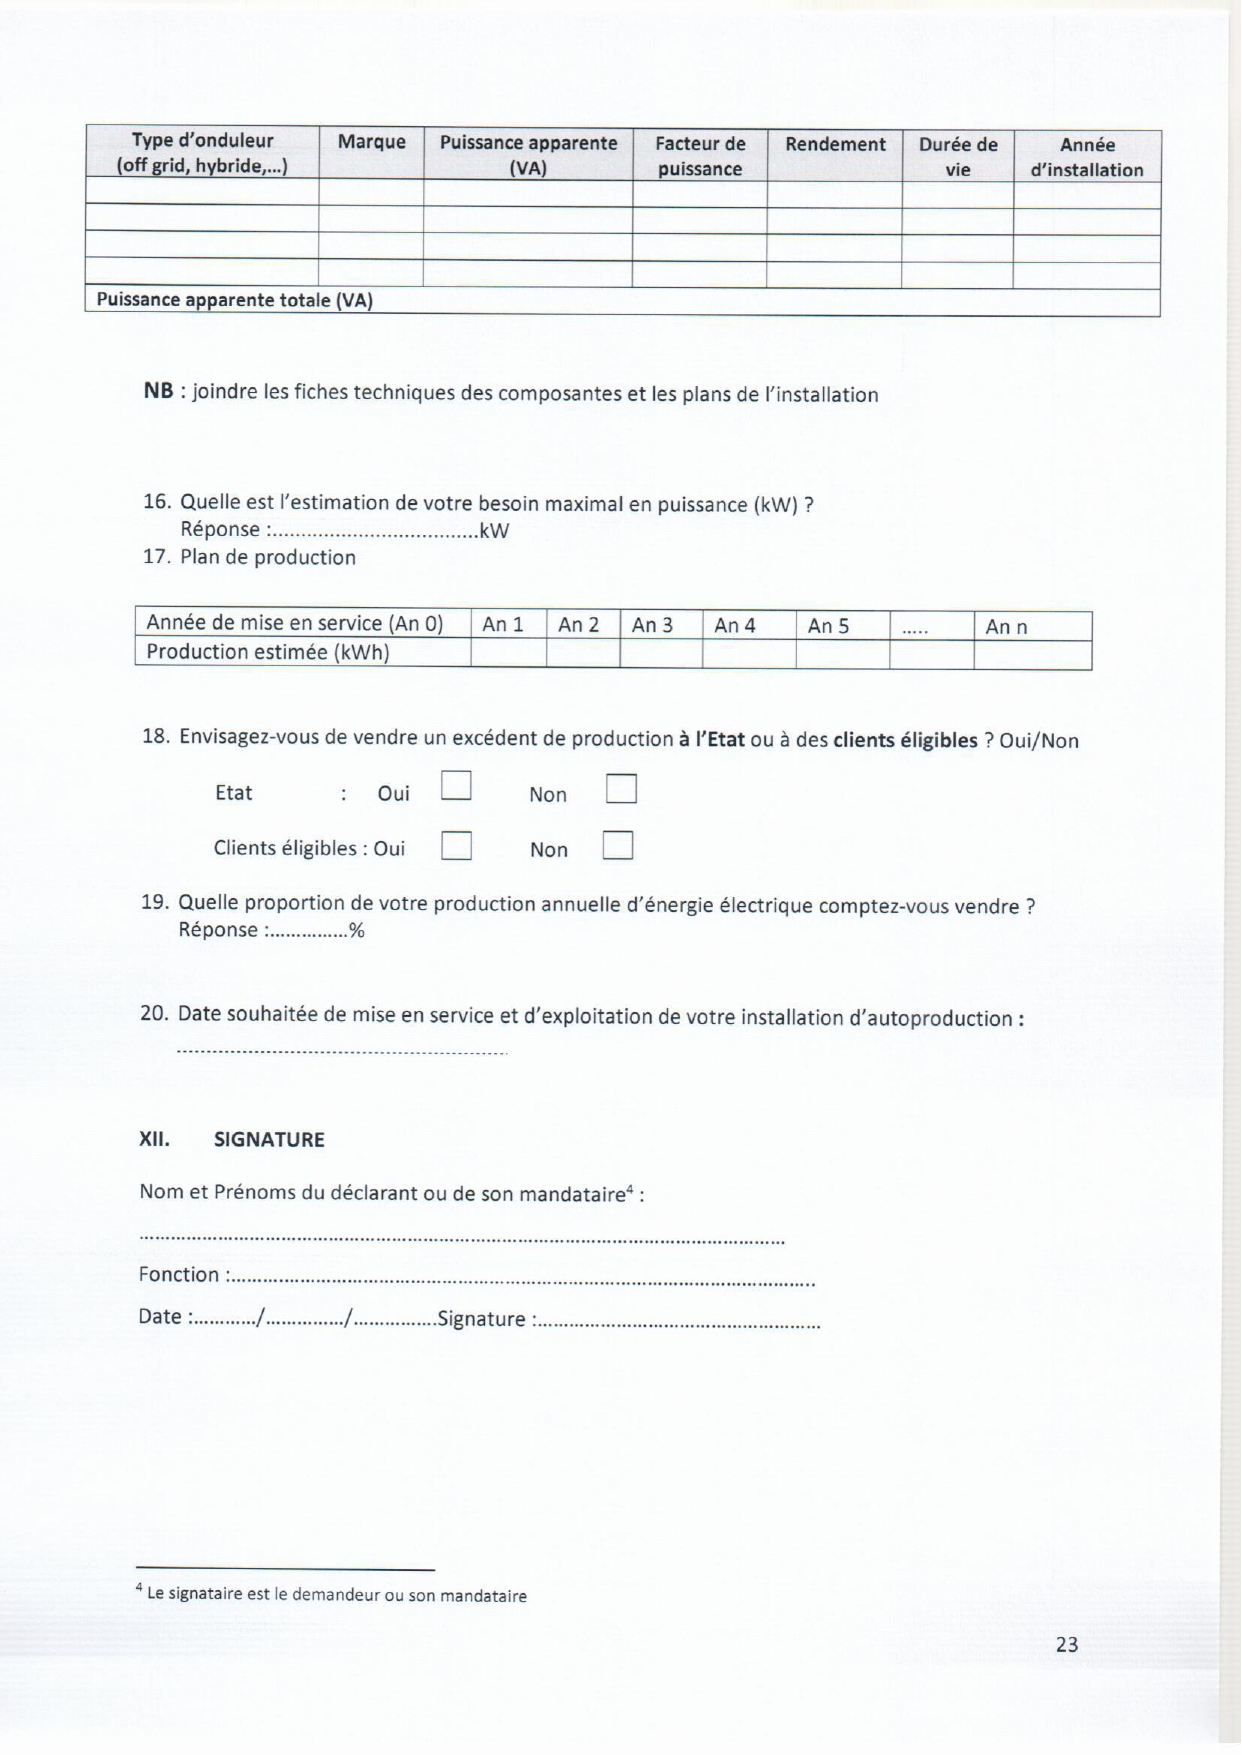 Type d'onduleur (off grid, hybride,...) Marque Puissance apparente (VA) Facteur de puissance Rendement Durée de vie Année d'installation
Puissance apparente totale (VA)
NB : joindre les fiches techniques des composantes et les plans de l'installation
16. Quelle est l'estimation de votre besoin maximal en puissance (kW) ?
Réponse :....................................kW
17. Plan de production
Année de mise en service (An 0) An 1 An 2 An 3 An 4 An 5 ..... An n
Production estimée (kWh)
18. Envisagez-vous de vendre un excédent de production à l'Etat ou à des clients éligibles ? Oui/Non
Etat : Oui Non
Clients éligibles : Oui Non
19. Quelle proportion de votre production annuelle d'énergie électrique comptez-vous vendre ?
Réponse :...............%
20. Date souhaitée de mise en service et d'exploitation de votre installation d'autoproduction :
............................................................
XII. SIGNATURE
Nom et Prénoms du déclarant ou de son mandataire⁴ :
..............................................................................................................................
Fonction :..................................................................................................................
Date :............/.............../................Signature :.......................................................
⁴ Le signataire est le demandeur ou son mandataire
23